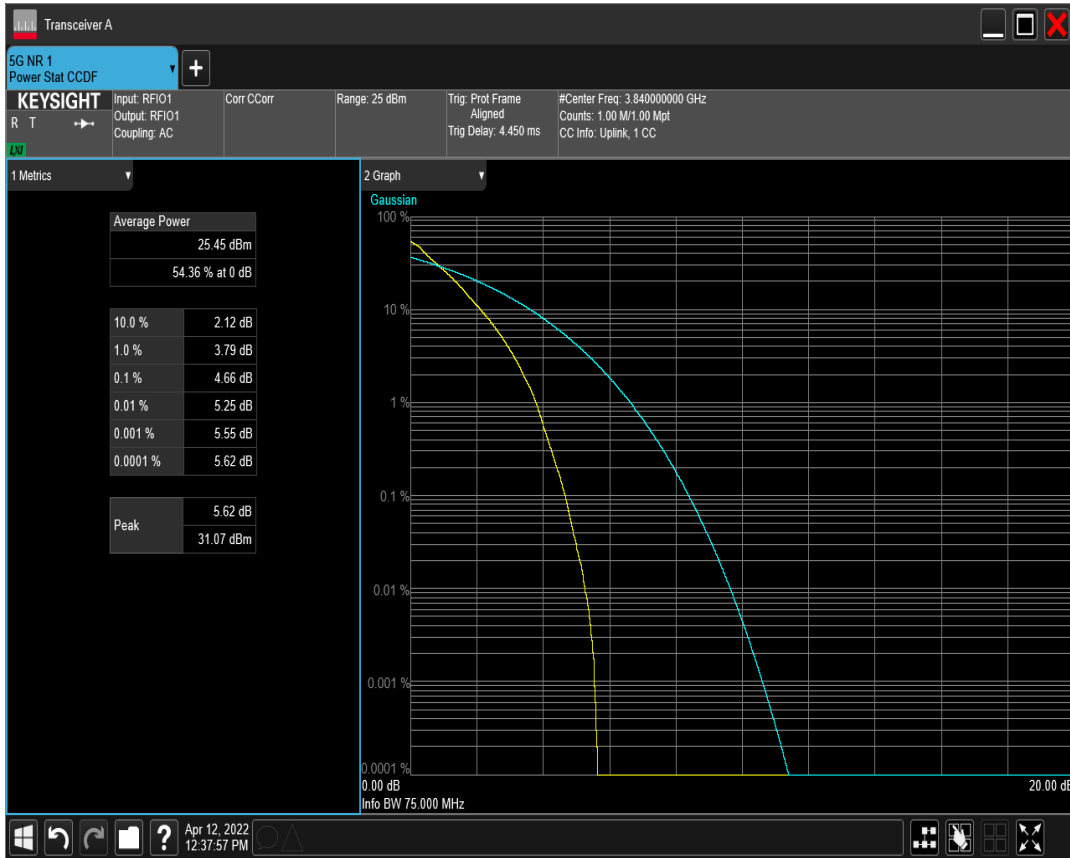 Transceiver A
5G NR 1
Power Stat CCDF
KEYSIGHT
R T
LXI
Input: RFIO1
Output: RFIO1
Coupling: AC
Corr CCorr
Range: 25 dBm
Trig: Prot Frame
Aligned
Trig Delay: 4.450 ms
#Center Freq: 3.840000000 GHz
Counts: 1.00 M/1.00 Mpt
CC Info: Uplink, 1 CC
1 Metrics
Average Power
25.45 dBm
54.36 % at 0 dB
10.0 % 2.12 dB
1.0 % 3.79 dB
0.1 % 4.66 dB
0.01 % 5.25 dB
0.001 % 5.55 dB
0.0001 % 5.62 dB
Peak
5.62 dB
31.07 dBm
2 Graph
Gaussian
100 %
10 %
1 %
0.1 %
0.01 %
0.001 %
0.0001 %
0.00 dB 20.00 dB
Info BW 75.000 MHz
?
Apr 12, 2022
12:37:57 PM